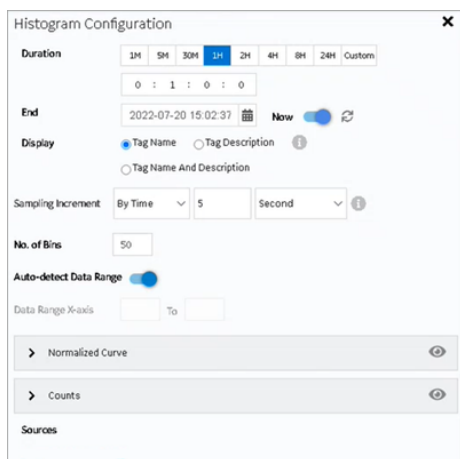 Histogram Configuration
Duration 1M 5M 30M 1H 2H 4H 8H 24H Custom
0 : 1 : 0 : 0
End 2022-07-20 15:02:37 Now
Display Tag Name Tag Description
Tag Name And Description
Sampling Increment By Time 5 Second
No. of Bins 50
Auto-detect Data Range
Data Range X-axis To
Normalized Curve
Counts
Sources